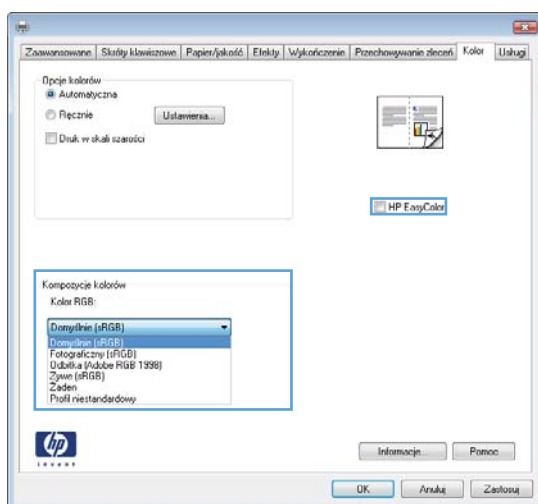 Zaawansowane Skróty klawiszowe Papier/jakość Efekty Wykończenie Przechowywanie zleceń Kolor Usługi
Opcje kolorów
Automatyczna
Ręcznie Ustawienia...
Druk w skali szarości
HP EasyColor
Kompozycje kolorów
Kolor RGB:
Domyślnie (sRGB)
Domyślnie (sRGB)
Fotograficzny (sRGB)
Odbitka (Adobe RGB 1998)
Żywe (sRGB)
Żaden
Profil niestandardowy
hp
invent
Informacje... Pomoc
OK Anuluj Zastosuj